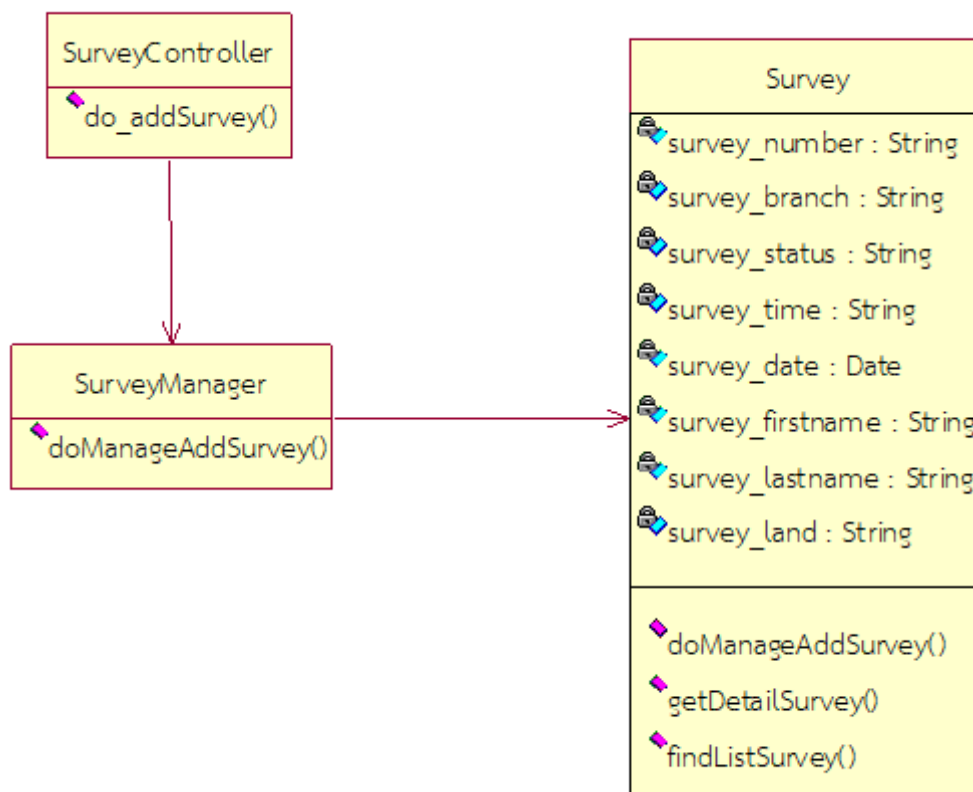 SurveyController
do_addSurvey()
SurveyManager
doManageAddSurvey()
Survey
survey_number : String
survey_branch : String
survey_status : String
survey_time : String
survey_date : Date
survey_firstname : String
survey_lastname : String
survey_land : String
doManageAddSurvey()
getDetailSurvey()
findListSurvey()